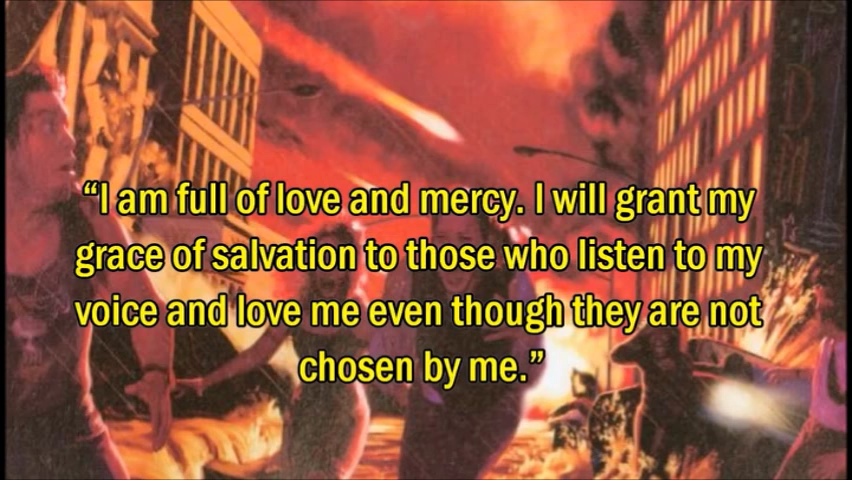 “I am full of love and mercy. I will grant my
grace of salvation to those who listen to my
voice and love me even though they are not
chosen by me.”